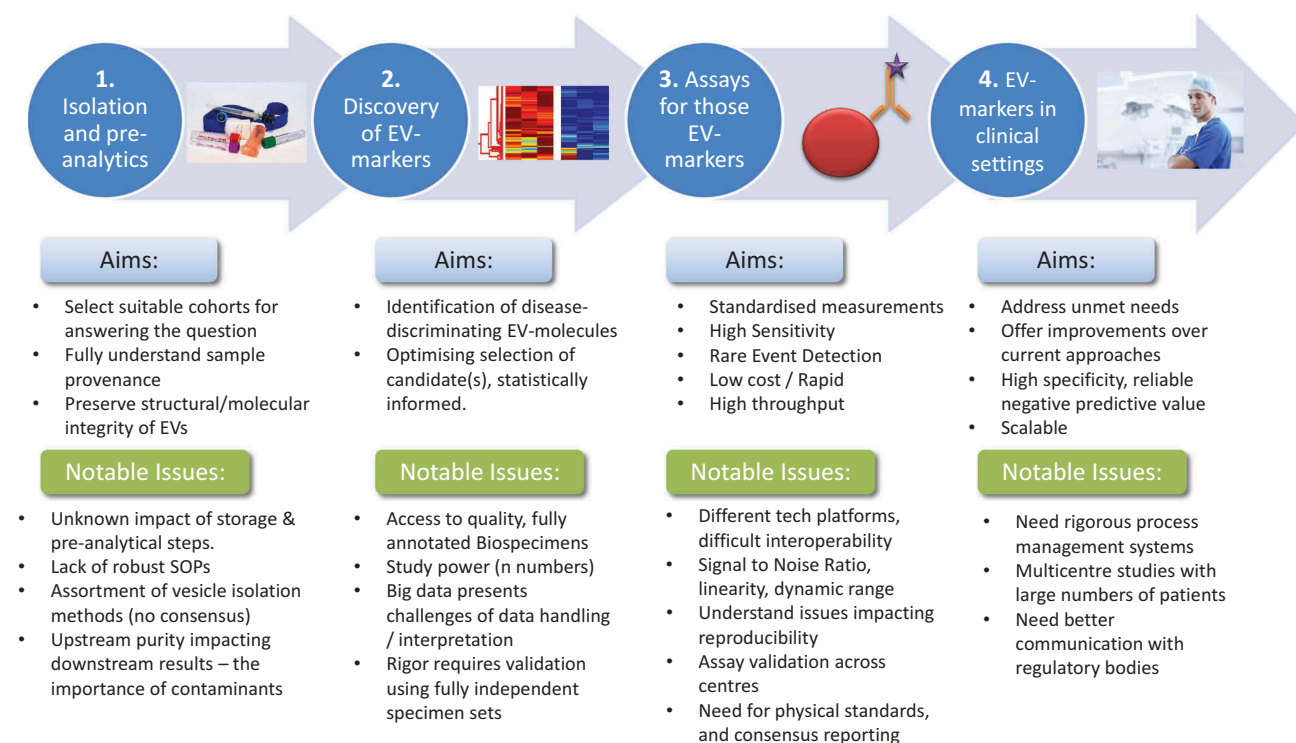 1.
Isolation
and pre-
analytics
2.
Discovery
of EV-
markers
3. Assays
for those
EV-
markers
4. EV-
markers in
clinical
settings
Aims:
• Select suitable cohorts for
answering the question
• Fully understand sample
provenance
• Preserve structural/molecular
integrity of EVs
Notable Issues:
• Unknown impact of storage &
pre-analytical steps.
• Lack of robust SOPs
• Assortment of vesicle isolation
methods (no consensus)
• Upstream purity impacting
downstream results – the
importance of contaminants
Aims:
• Identification of disease-
discriminating EV-molecules
• Optimising selection of
candidate(s), statistically
informed.
Notable Issues:
• Access to quality, fully
annotated Biospecimens
• Study power (n numbers)
• Big data presents
challenges of data handling
/ interpretation
• Rigor requires validation
using fully independent
specimen sets
Aims:
• Standardised measurements
• High Sensitivity
• Rare Event Detection
• Low cost / Rapid
• High throughput
Notable Issues:
• Different tech platforms,
difficult interoperability
• Signal to Noise Ratio,
linearity, dynamic range
• Understand issues impacting
reproducibility
• Assay validation across
centres
• Need for physical standards,
and consensus reporting
Aims:
• Address unmet needs
• Offer improvements over
current approaches
• High specificity, reliable
negative predictive value
• Scalable
Notable Issues:
• Need rigorous process
management systems
• Multicentre studies with
large numbers of patients
• Need better
communication with
regulatory bodies